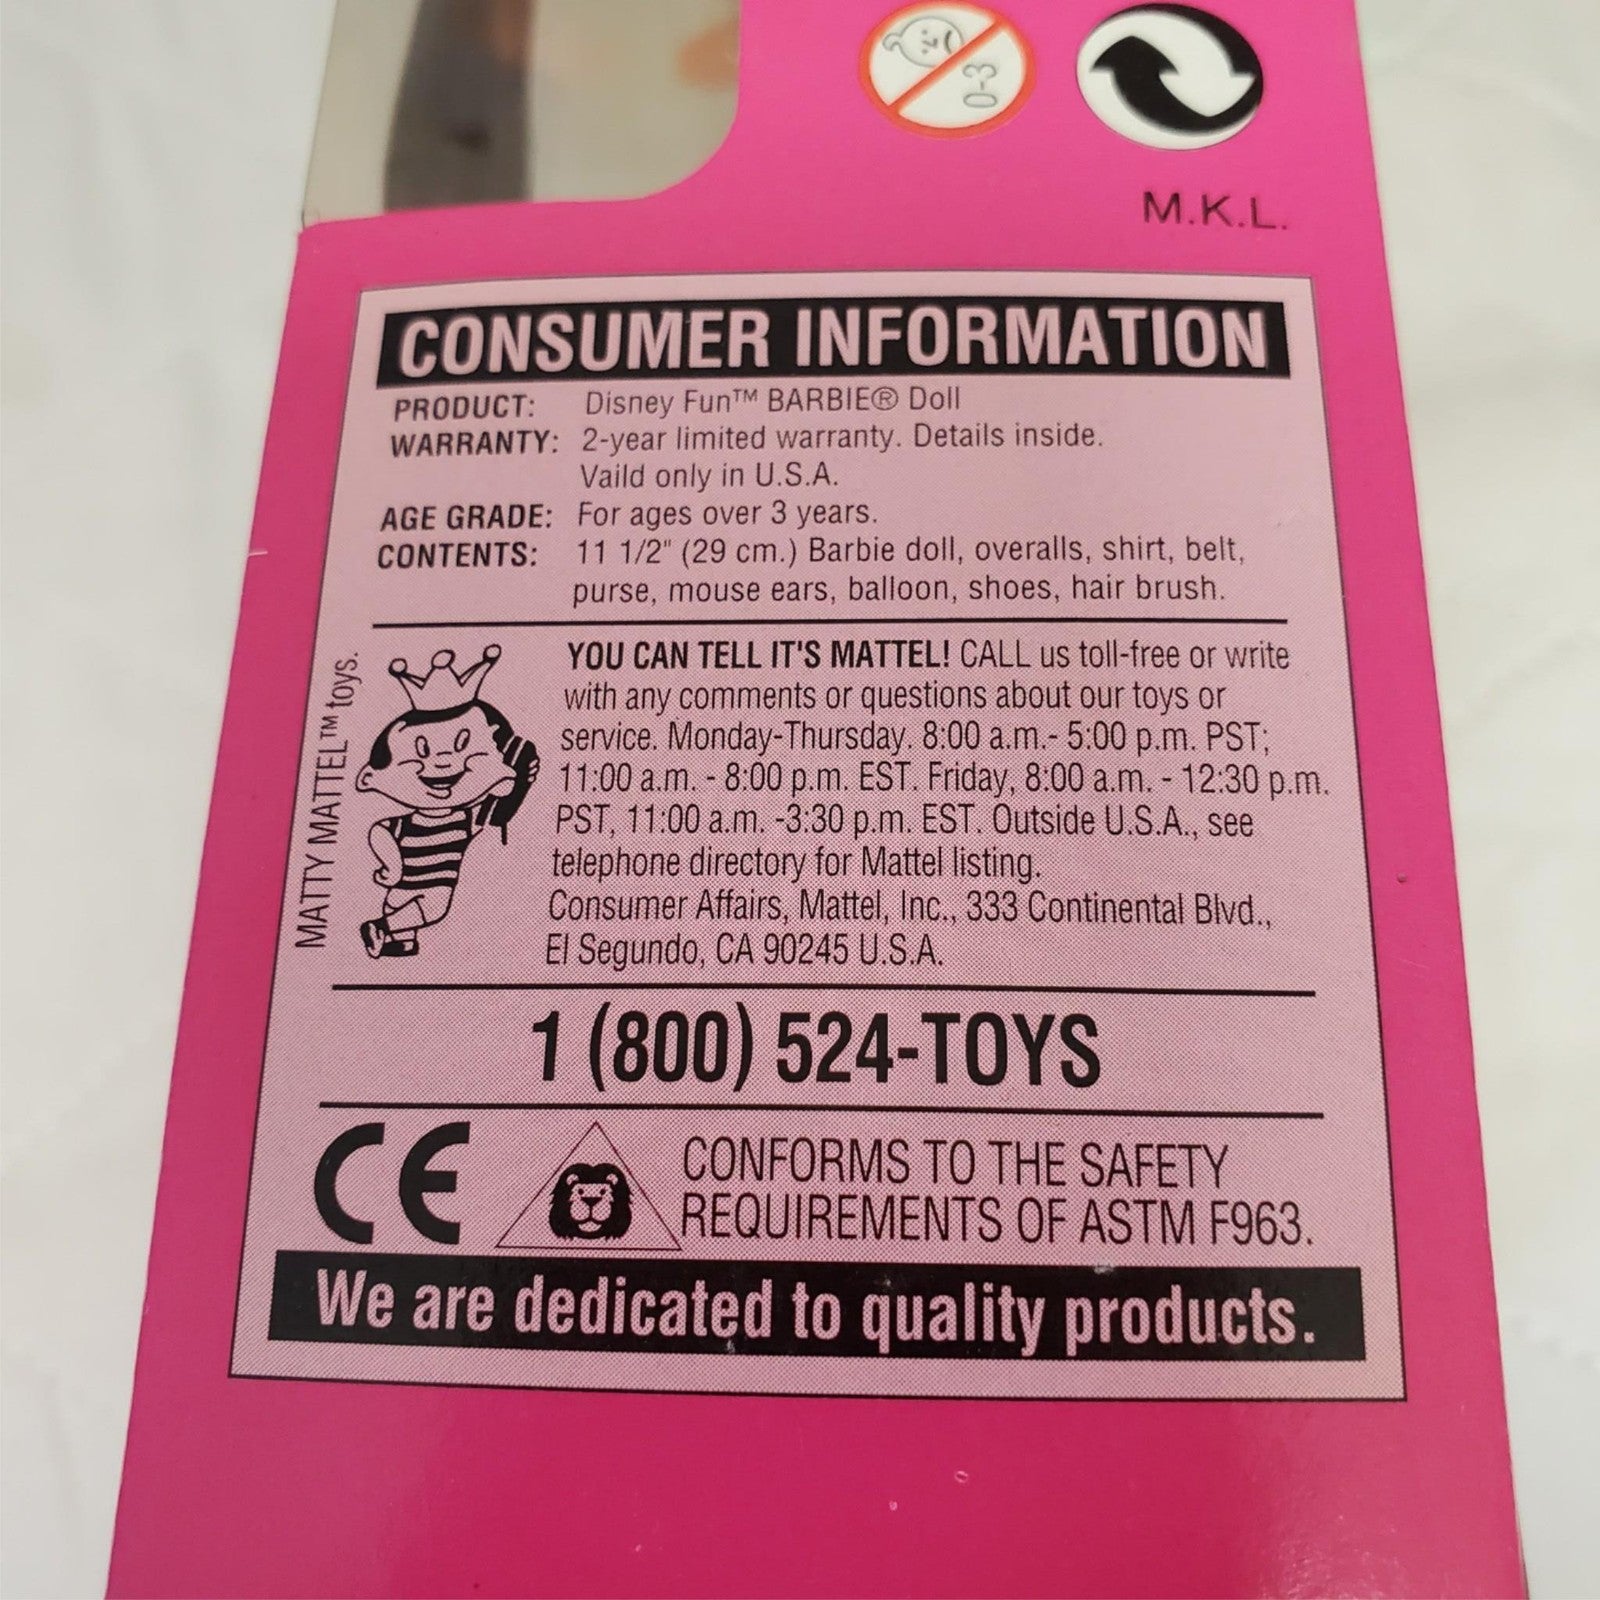 0-3
M.K.L.
CONSUMER INFORMATION
PRODUCT: Disney Fun™ BARBIE® Doll
WARRANTY: 2-year limited warranty. Details inside.
Vaild only in U.S.A.
AGE GRADE: For ages over 3 years.
CONTENTS: 11 1/2" (29 cm.) Barbie doll, overalls, shirt, belt,
purse, mouse ears, balloon, shoes, hair brush.
MATTY MATTEL™ toys.
YOU CAN TELL IT'S MATTEL! CALL us toll-free or write
with any comments or questions about our toys or
service. Monday-Thursday. 8:00 a.m.- 5:00 p.m. PST;
11:00 a.m. - 8:00 p.m. EST. Friday, 8:00 a.m. - 12:30 p.m.
PST, 11:00 a.m. -3:30 p.m. EST. Outside U.S.A., see
telephone directory for Mattel listing.
Consumer Affairs, Mattel, Inc., 333 Continental Blvd.,
El Segundo, CA 90245 U.S.A.
1 (800) 524-TOYS
CE
CONFORMS TO THE SAFETY
REQUIREMENTS OF ASTM F963.
We are dedicated to quality products.